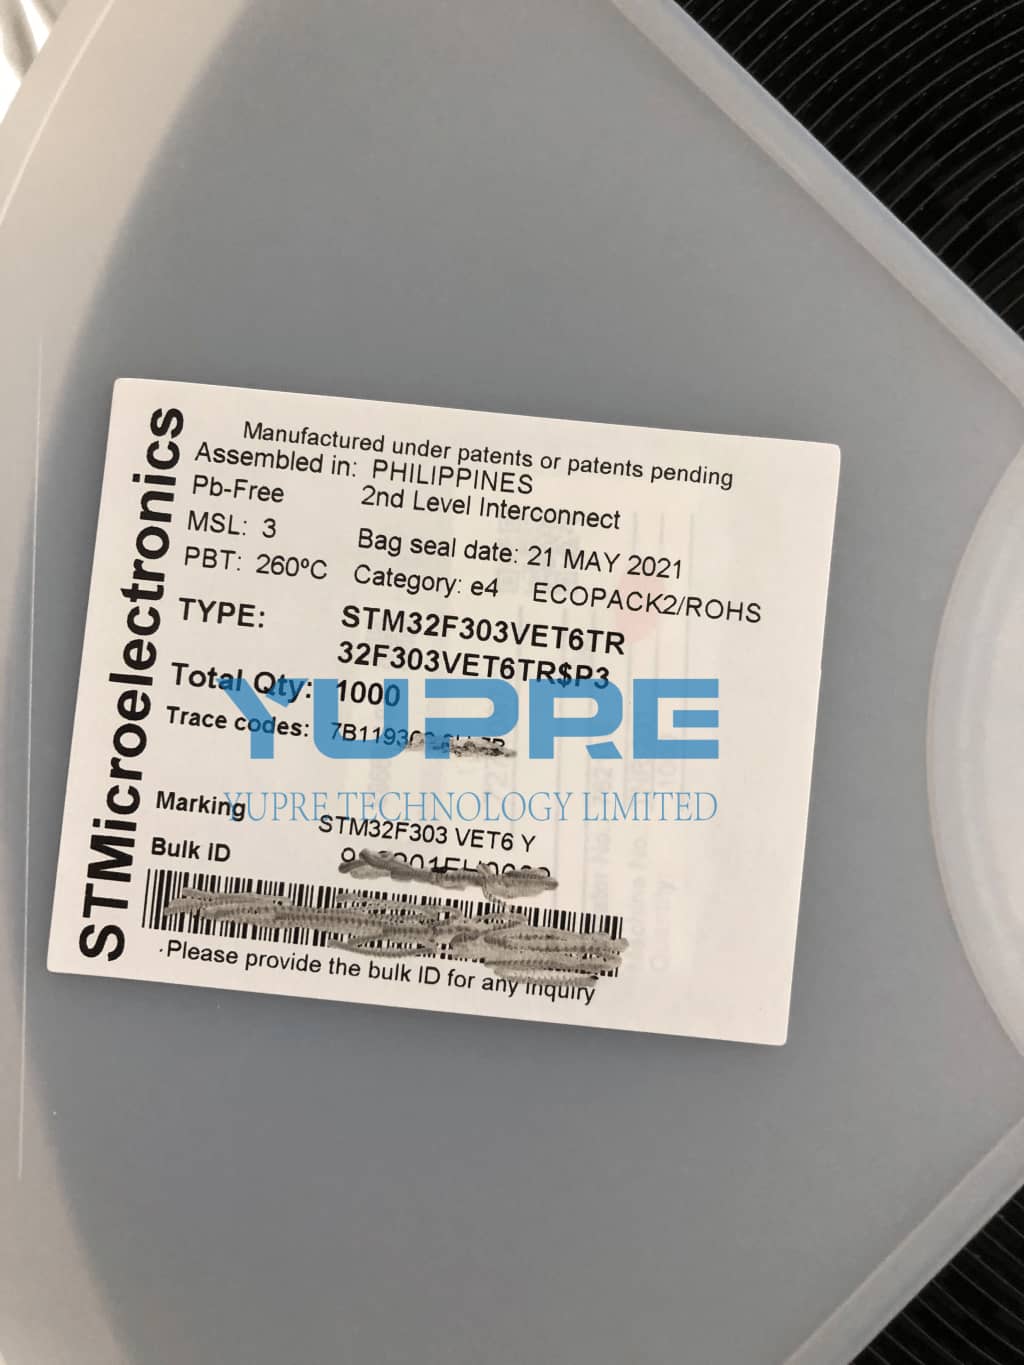 STMicroelectronics
Manufactured under patents or patents pending
Assembled in: PHILIPPINES
Pb-Free 2nd Level Interconnect
MSL: 3 Bag seal date: 21 MAY 2021
PBT: 260ºC Category: e4 ECOPACK2/ROHS
TYPE: STM32F303VET6TR
32F303VET6TR$P3
Total Qty: 1000
YUPRE
Trace codes:
YUPRE TECHNOLOGY LIMITED
Marking STM32F303 VET6 Y
Bulk ID
.Please provide the bulk ID for any inquiry